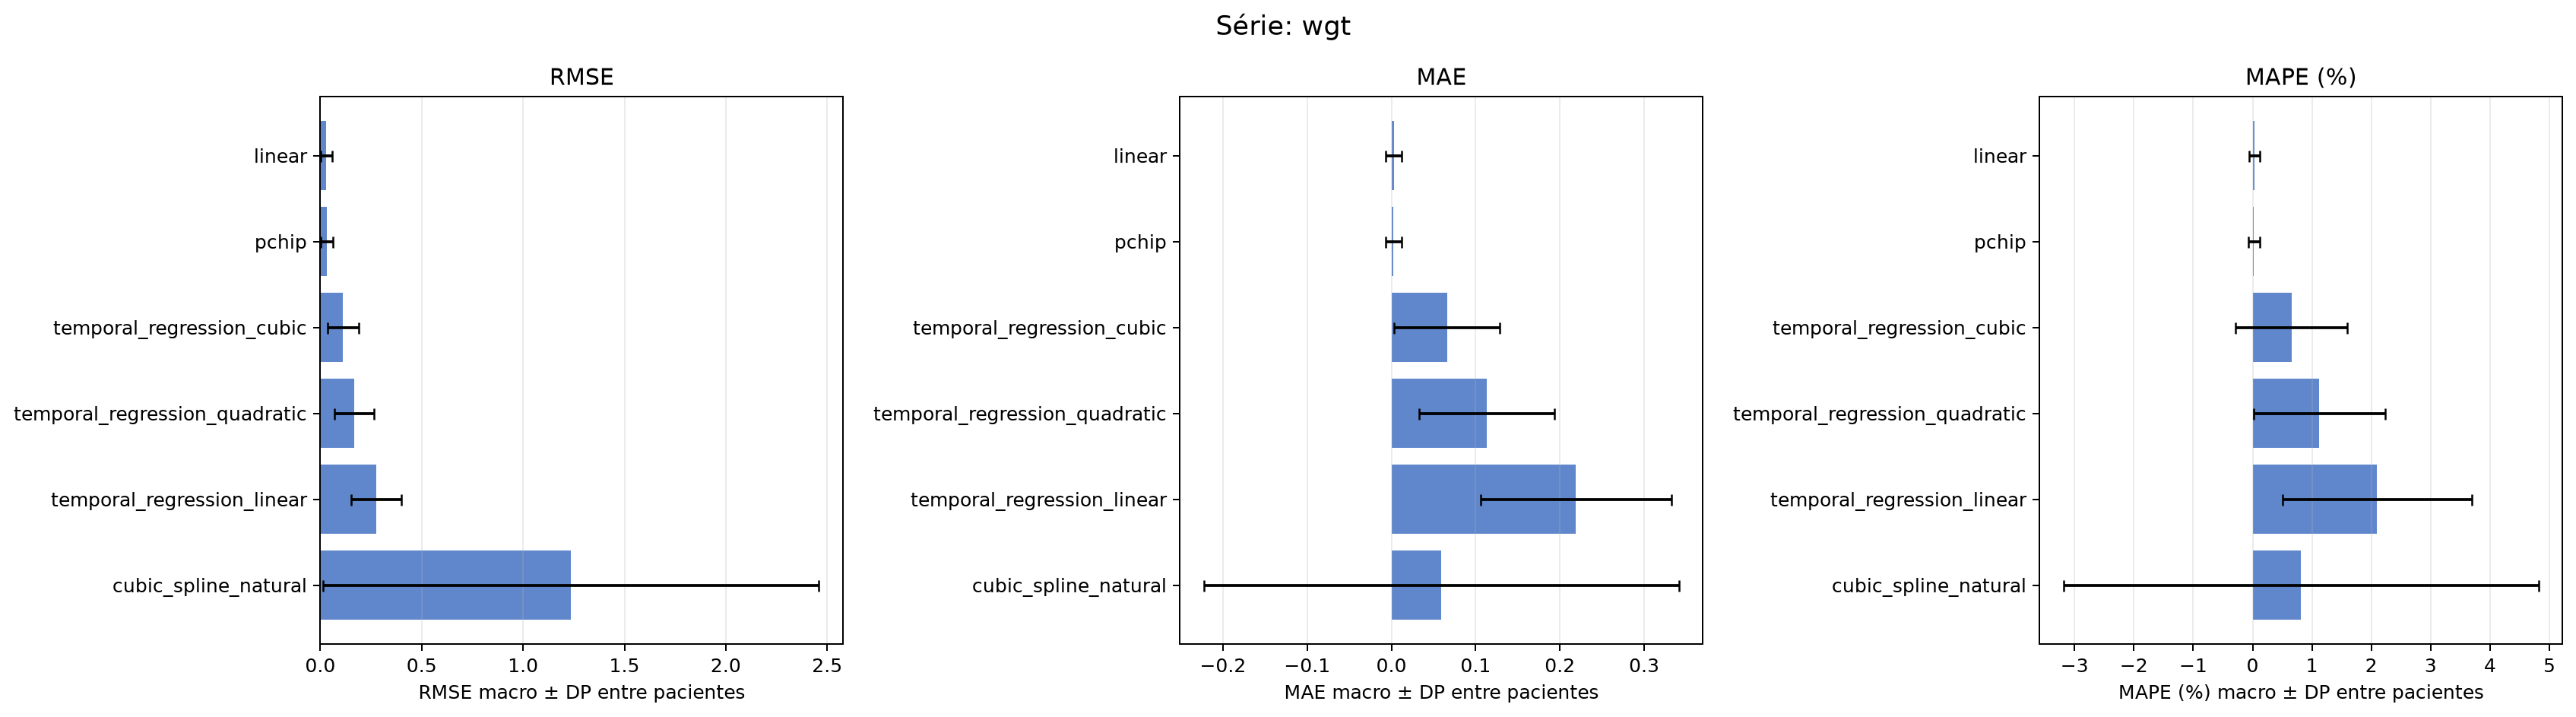 Série: wgt
RMSE
linear
pchip
temporal_regression_cubic
temporal_regression_quadratic
temporal_regression_linear
cubic_spline_natural
0.0 0.5 1.0 1.5 2.0 2.5
RMSE macro ± DP entre pacientes
MAE
linear
pchip
temporal_regression_cubic
temporal_regression_quadratic
temporal_regression_linear
cubic_spline_natural
−0.2 −0.1 0.0 0.1 0.2 0.3
MAE macro ± DP entre pacientes
MAPE (%)
linear
pchip
temporal_regression_cubic
temporal_regression_quadratic
temporal_regression_linear
cubic_spline_natural
−3 −2 −1 0 1 2 3 4 5
MAPE (%) macro ± DP entre pacientes